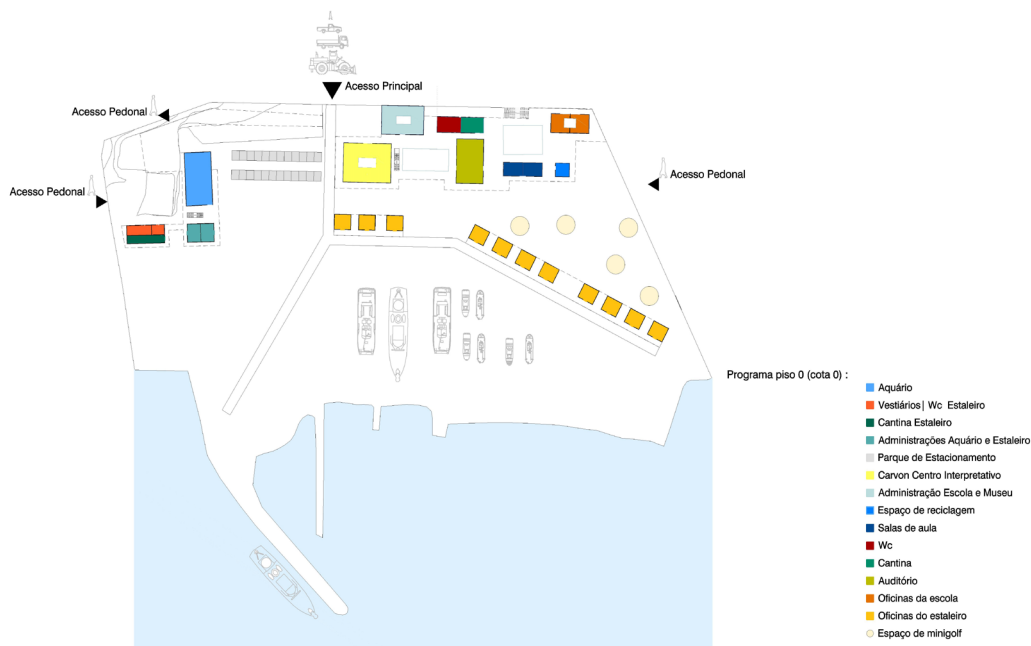 Acesso Principal
Acesso Pedonal
Acesso Pedonal
Acesso Pedonal
Programa piso 0 (cota 0) :
Aquário
Vestiários| Wc Estaleiro
Cantina Estaleiro
Administrações Aquário e Estaleiro
Parque de Estacionamento
Carvon Centro Interpretativo
Administração Escola e Museu
Espaço de reciclagem
Salas de aula
Wc
Cantina
Auditório
Oficinas da escola
Oficinas do estaleiro
Espaço de minigolf